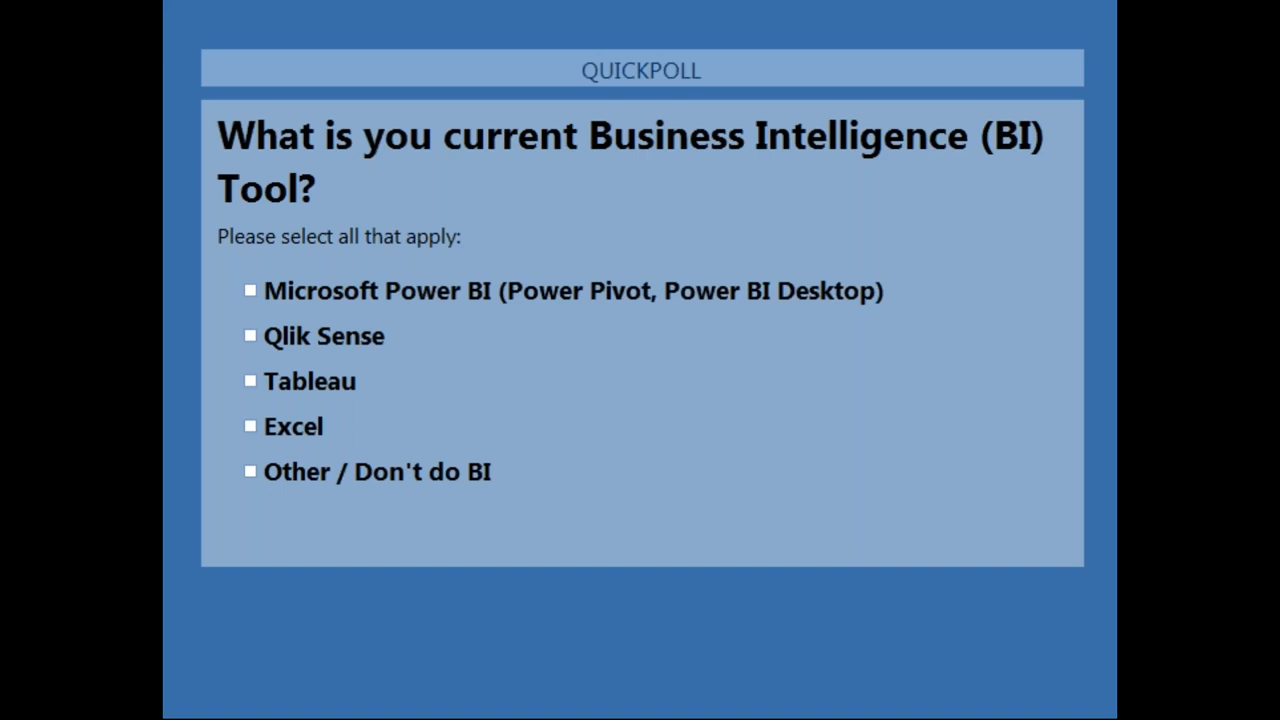 QUICKPOLL
What is you current Business Intelligence (BI)
Tool?
Please select all that apply:
Microsoft Power BI (Power Pivot, Power BI Desktop)
Qlik Sense
Tableau
Excel
Other / Don't do BI